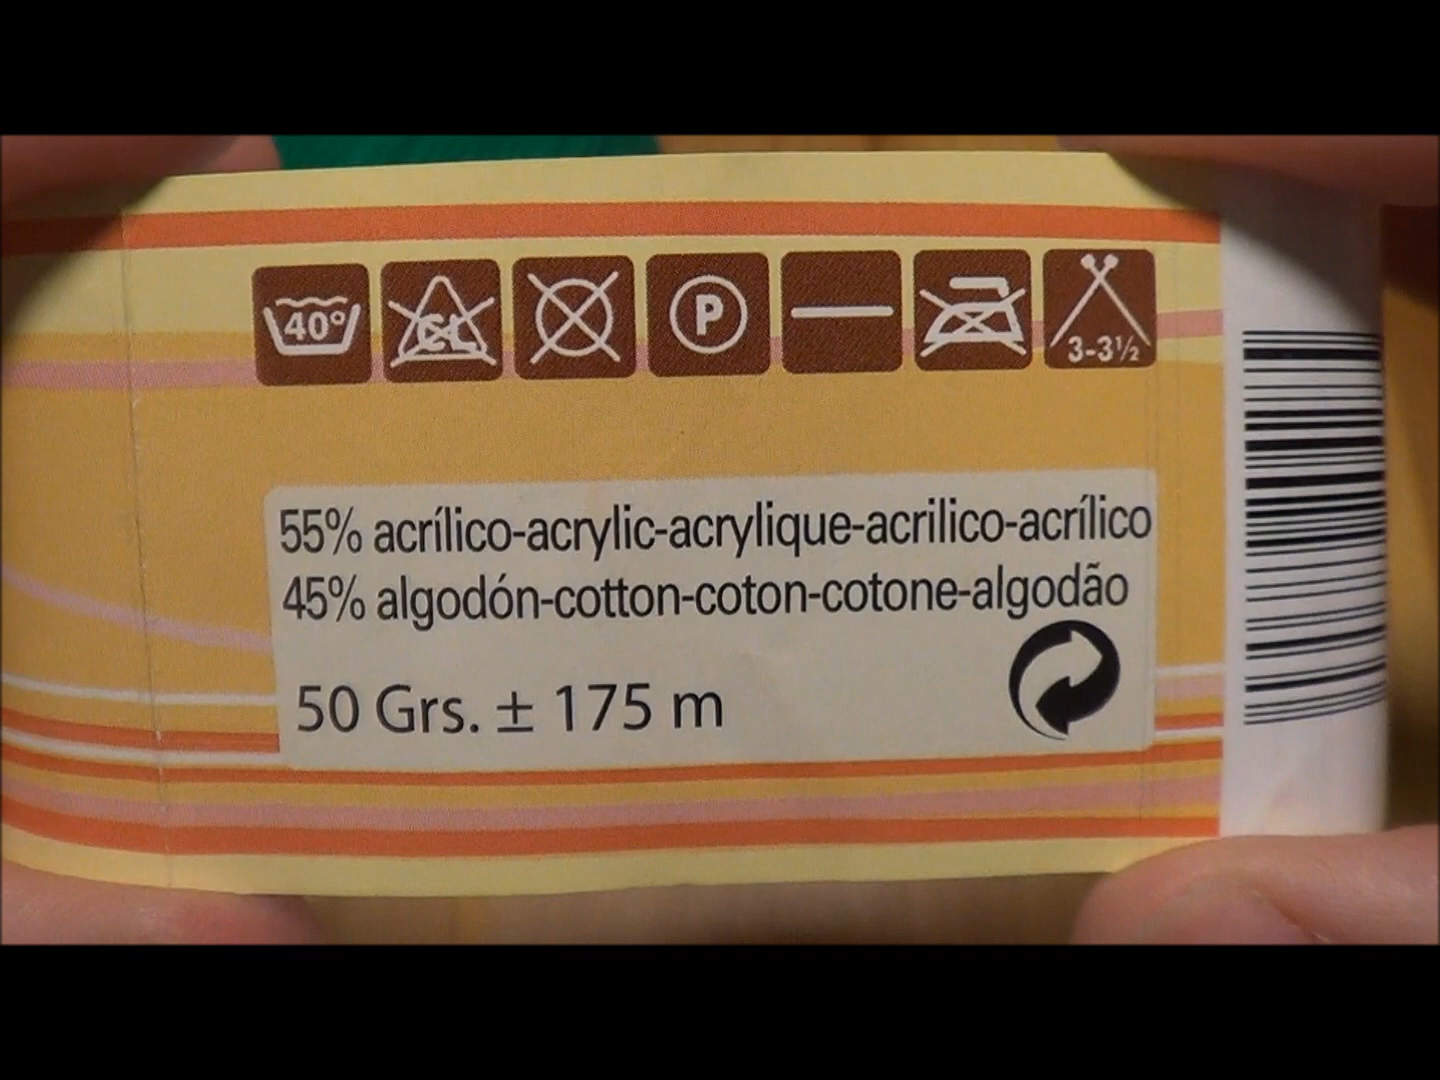 40° CL P 3-3½
55% acrílico-acrylic-acrylique-acrilico-acrílico
45% algodón-cotton-coton-cotone-algodão
50 Grs. ± 175 m